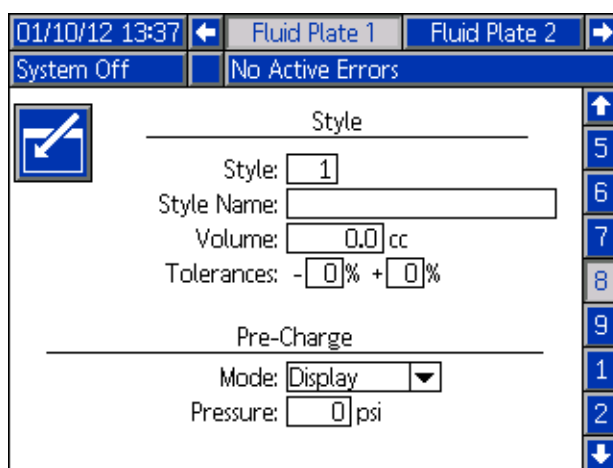 01/10/12 13:37 Fluid Plate 1 Fluid Plate 2
System Off No Active Errors
Style
5
Style: 1
6
Style Name:
7
Volume: 0.0 cc
Tolerances: - 0 % + 0 %
8
9
Pre-Charge
1
Mode: Display
2
Pressure: 0 psi